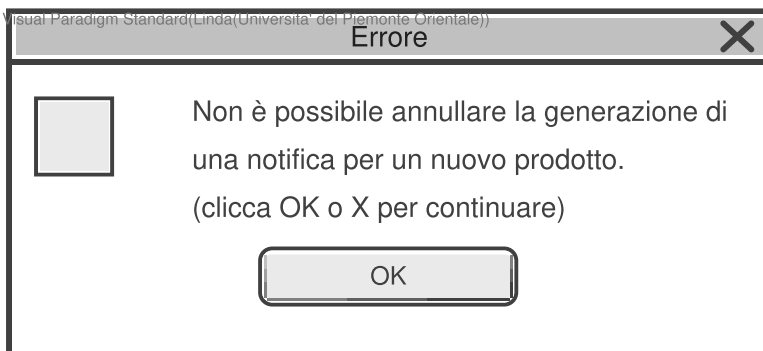 Visual Paradigm Standard(Linda(Universita' del Piemonte Orientale))
Errore
Non è possibile annullare la generazione di
una notifica per un nuovo prodotto.
(clicca OK o X per continuare)
OK